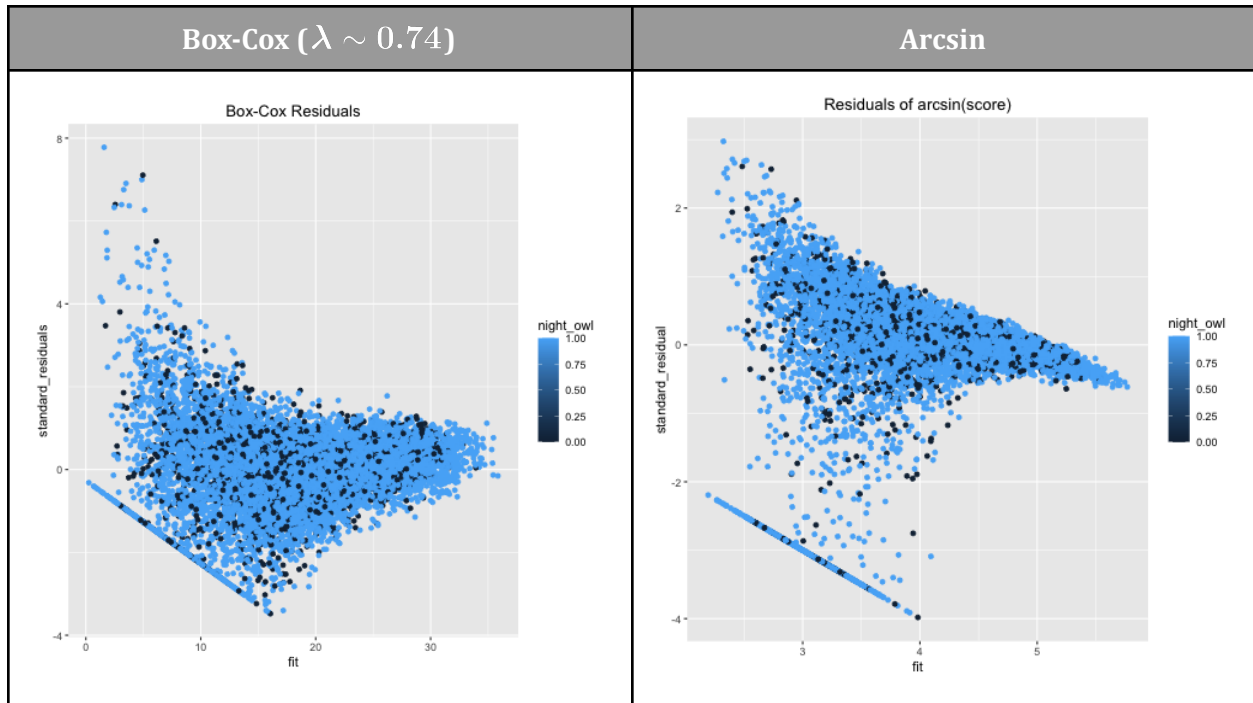 Box-Cox (λ ∼ 0.74)
Arcsin
Box-Cox Residuals
8
4
0
-4
standard_residuals
0
10
20
30
fit
night_owl
1.00
0.75
0.50
0.25
0.00
Residuals of arcsin(score)
2
0
-2
-4
standard_residual
3
4
5
fit
night_owl
1.00
0.75
0.50
0.25
0.00